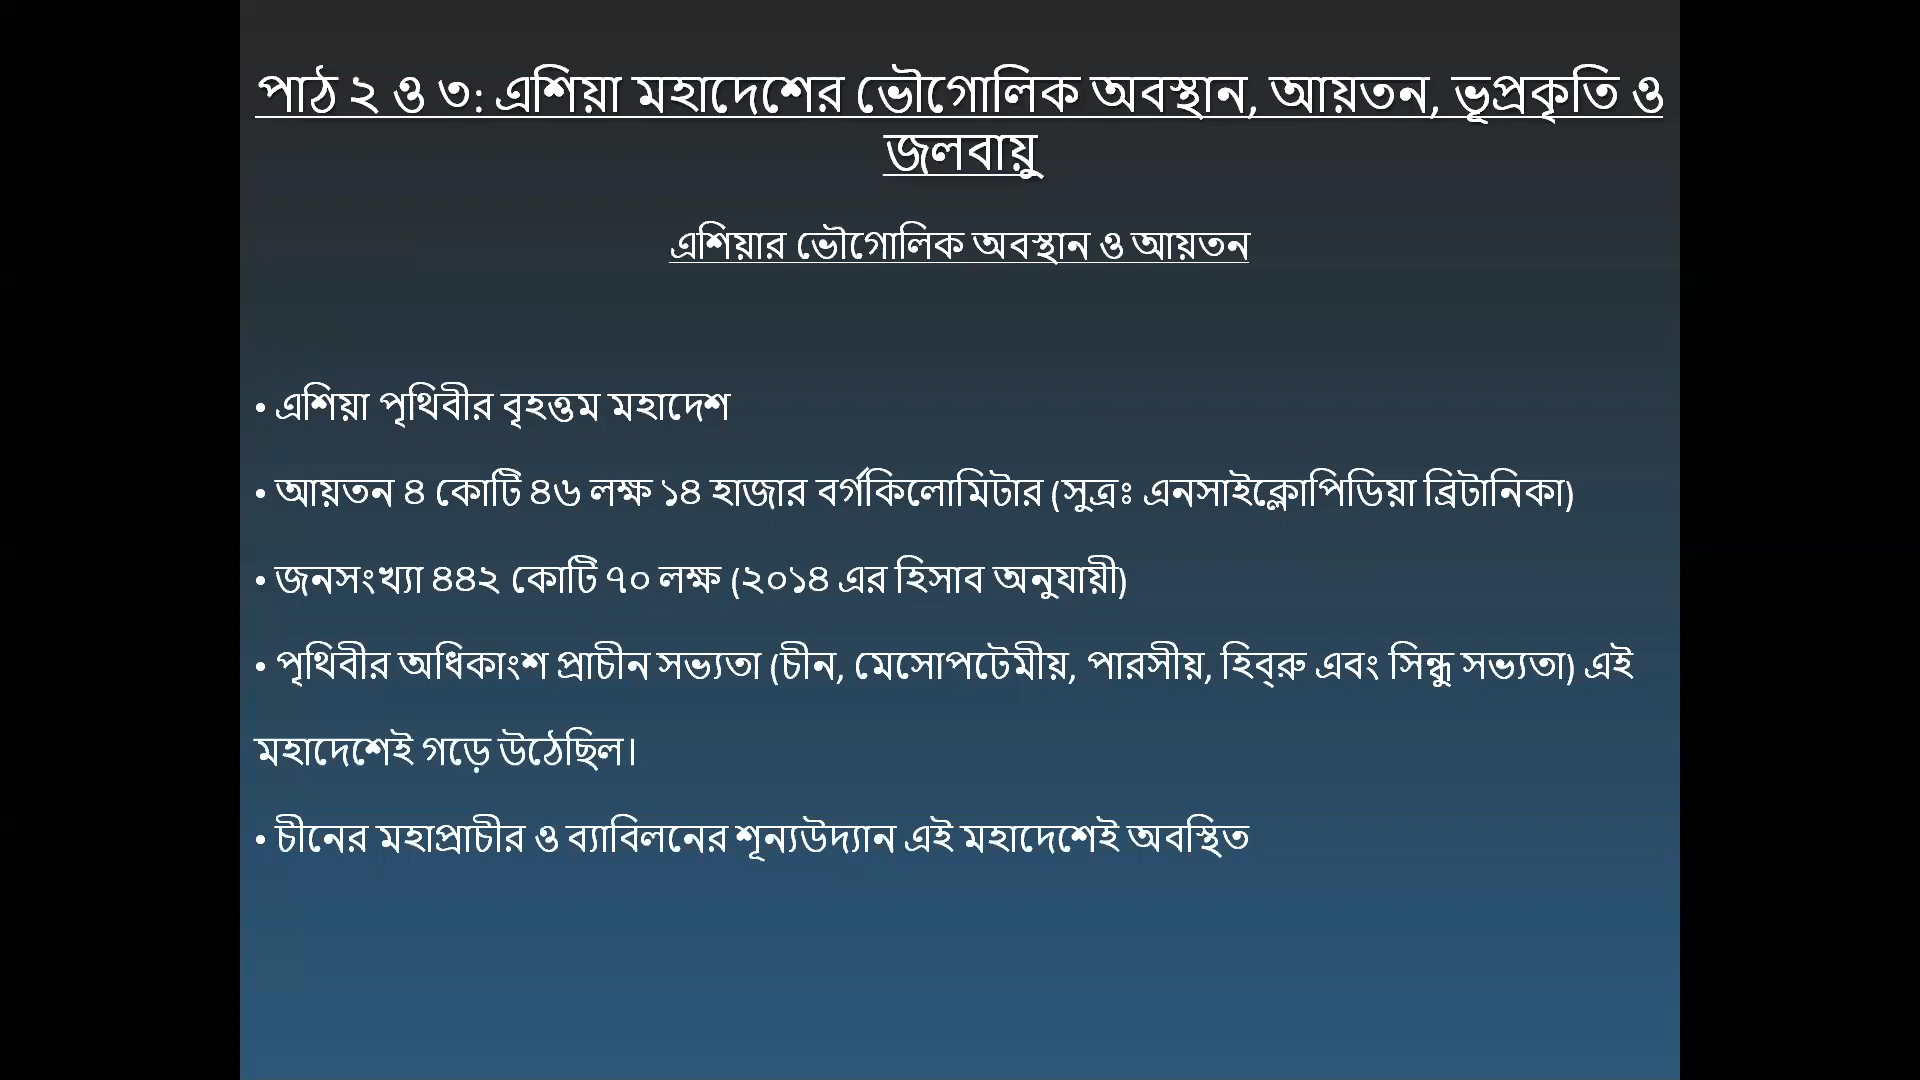 পাঠ ২ ও ৩: এশিয়া মহাদেশের ভৌগোলিক অবস্থান, আয়তন, ভূপ্রকৃতি ও
জলবায়ু
এশিয়ার ভৌগোলিক অবস্থান ও আয়তন
• এশিয়া পৃথিবীর বৃহত্তম মহাদেশ
• আয়তন ৪ কোটি ৪৬ লক্ষ ১৪ হাজার বর্গকিলোমিটার (সুত্রঃ এনসাইক্লোপিডিয়া ব্রিটানিকা)
• জনসংখ্যা ৪৪২ কোটি ৭০ লক্ষ (২০১৪ এর হিসাব অনুযায়ী)
• পৃথিবীর অধিকাংশ প্রাচীন সভ্যতা (চীন, মেসোপটেমীয়, পারসীয়, হিব্‌রু এবং সিন্ধু সভ্যতা) এই
মহাদেশেই গড়ে উঠেছিল।
• চীনের মহাপ্রাচীর ও ব্যাবিলনের শূন্যউদ্যান এই মহাদেশেই অবস্থিত